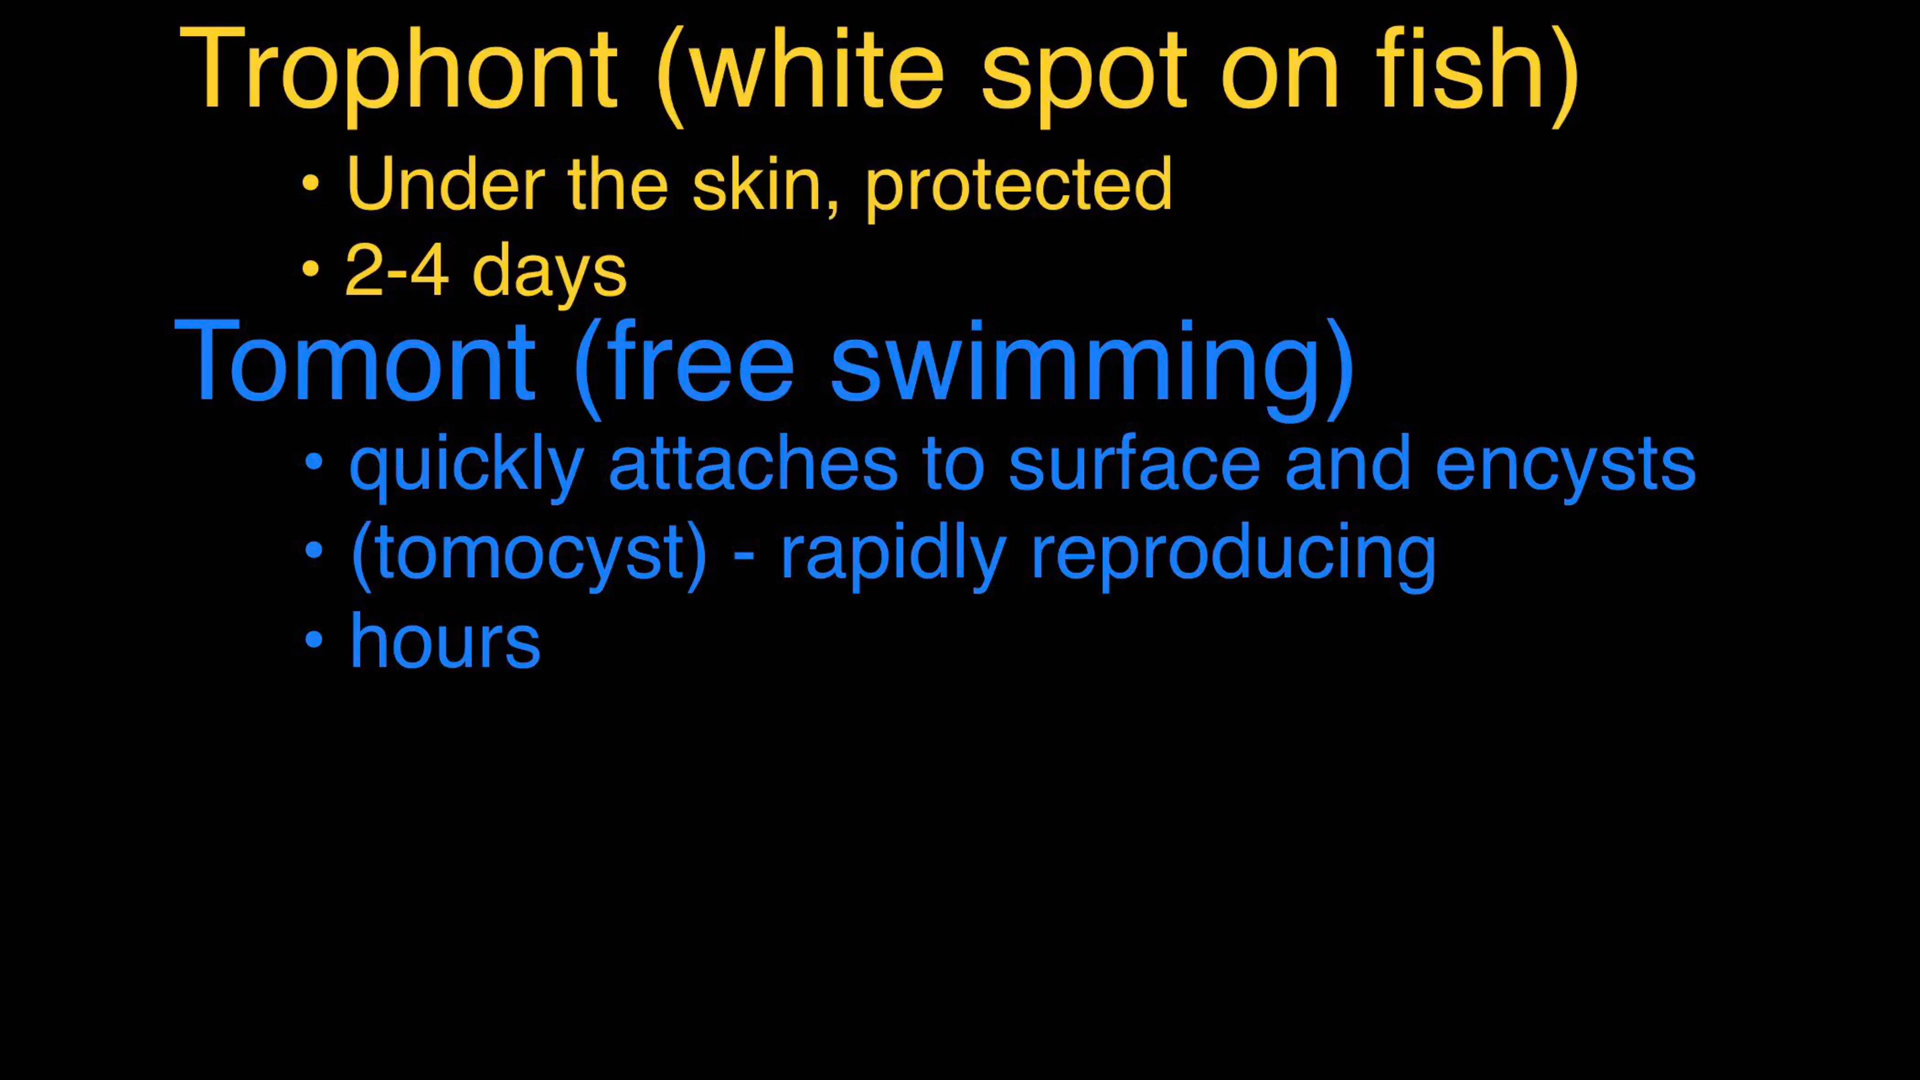 Trophont (white spot on fish)
• Under the skin, protected
• 2-4 days
Tomont (free swimming)
• quickly attaches to surface and encysts
• (tomocyst) - rapidly reproducing
• hours